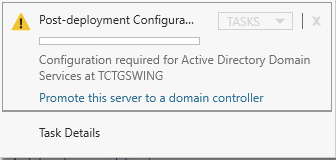 Post-deployment Configura...
TASKS
X
Configuration required for Active Directory Domain
Services at TCTGSWING
Promote this server to a domain controller
Task Details